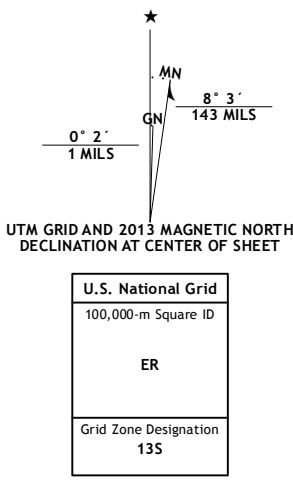 ★
MN
GN
8° 3´
143 MILS
0° 2´
1 MILS
UTM GRID AND 2013 MAGNETIC NORTH
DECLINATION AT CENTER OF SHEET
U.S. National Grid
100,000-m Square ID
ER
Grid Zone Designation
13S